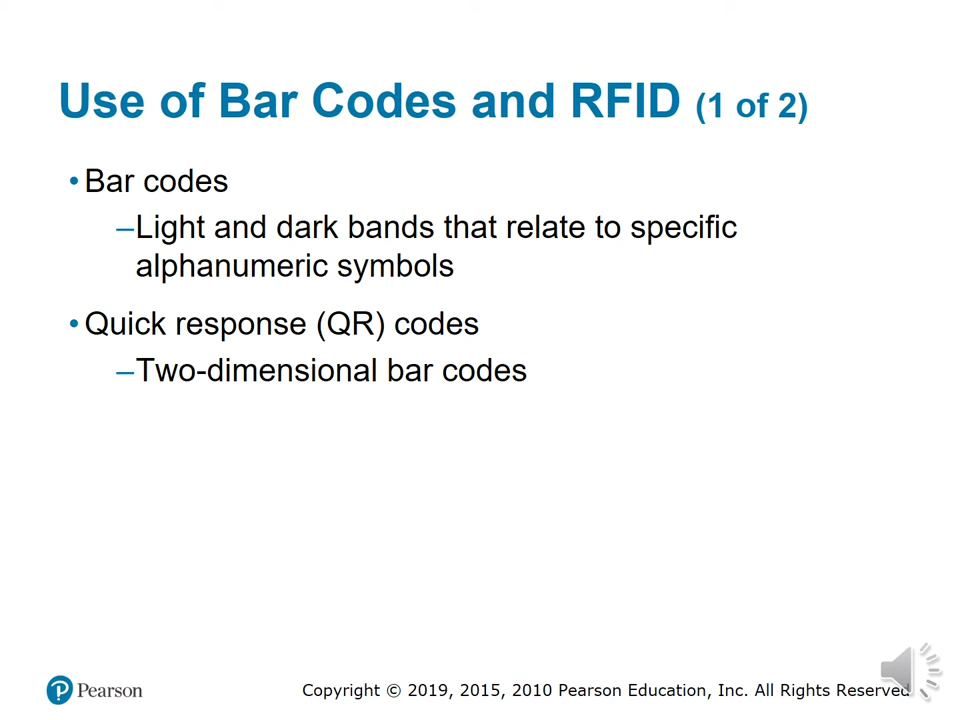 Use of Bar Codes and RFID (1 of 2)
•Bar codes
–Light and dark bands that relate to specific
alphanumeric symbols
•Quick response (QR) codes
–Two-dimensional bar codes
Pearson
Copyright © 2019, 2015, 2010 Pearson Education, Inc. All Rights Reserved